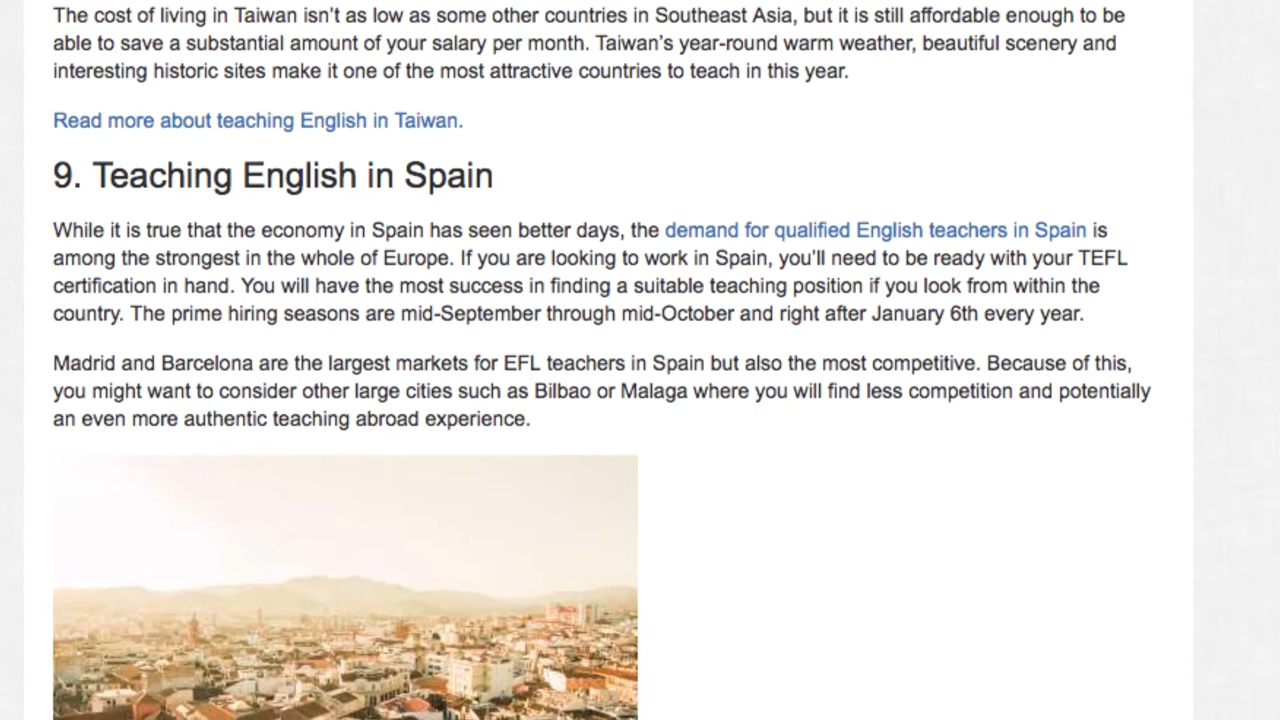 The cost of living in Taiwan isn't as low as some other countries in Southeast Asia, but it is still affordable enough to be
able to save a substantial amount of your salary per month. Taiwan's year-round warm weather, beautiful scenery and
interesting historic sites make it one of the most attractive countries to teach in this year.
Read more about teaching English in Taiwan.
9. Teaching English in Spain
While it is true that the economy in Spain has seen better days, the demand for qualified English teachers in Spain is
among the strongest in the whole of Europe. If you are looking to work in Spain, you'll need to be ready with your TEFL
certification in hand. You will have the most success in finding a suitable teaching position if you look from within the
country. The prime hiring seasons are mid-September through mid-October and right after January 6th every year.
Madrid and Barcelona are the largest markets for EFL teachers in Spain but also the most competitive. Because of this,
you might want to consider other large cities such as Bilbao or Malaga where you will find less competition and potentially
an even more authentic teaching abroad experience.